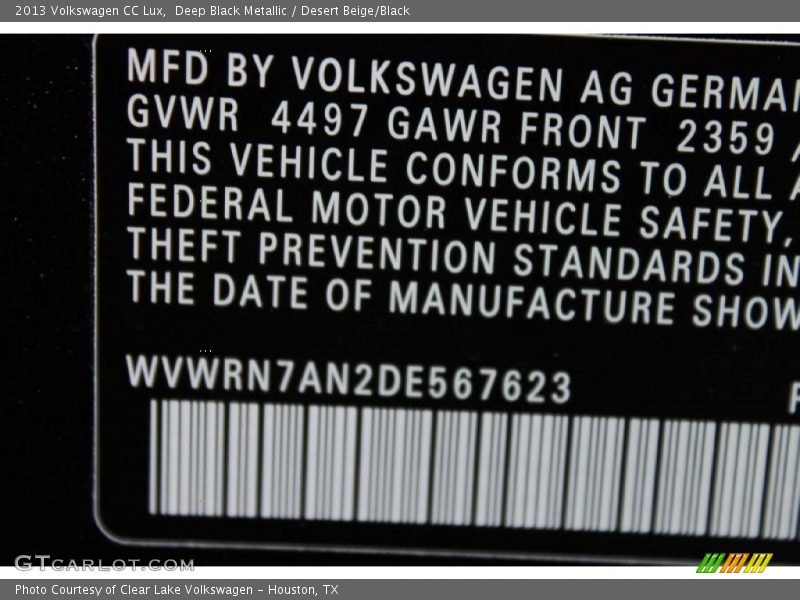 2013 Volkswagen CC Lux, Deep Black Metallic / Desert Beige/Black
MFD BY VOLKSWAGEN AG GERMAN
GVWR 4497 GAWR FRONT 2359
THIS VEHICLE CONFORMS TO ALL A
FEDERAL MOTOR VEHICLE SAFETY,
THEFT PREVENTION STANDARDS IN
THE DATE OF MANUFACTURE SHOW
WVWRN7AN2DE567623
GTCARLOT.COM
Photo Courtesy of Clear Lake Volkswagen - Houston, TX